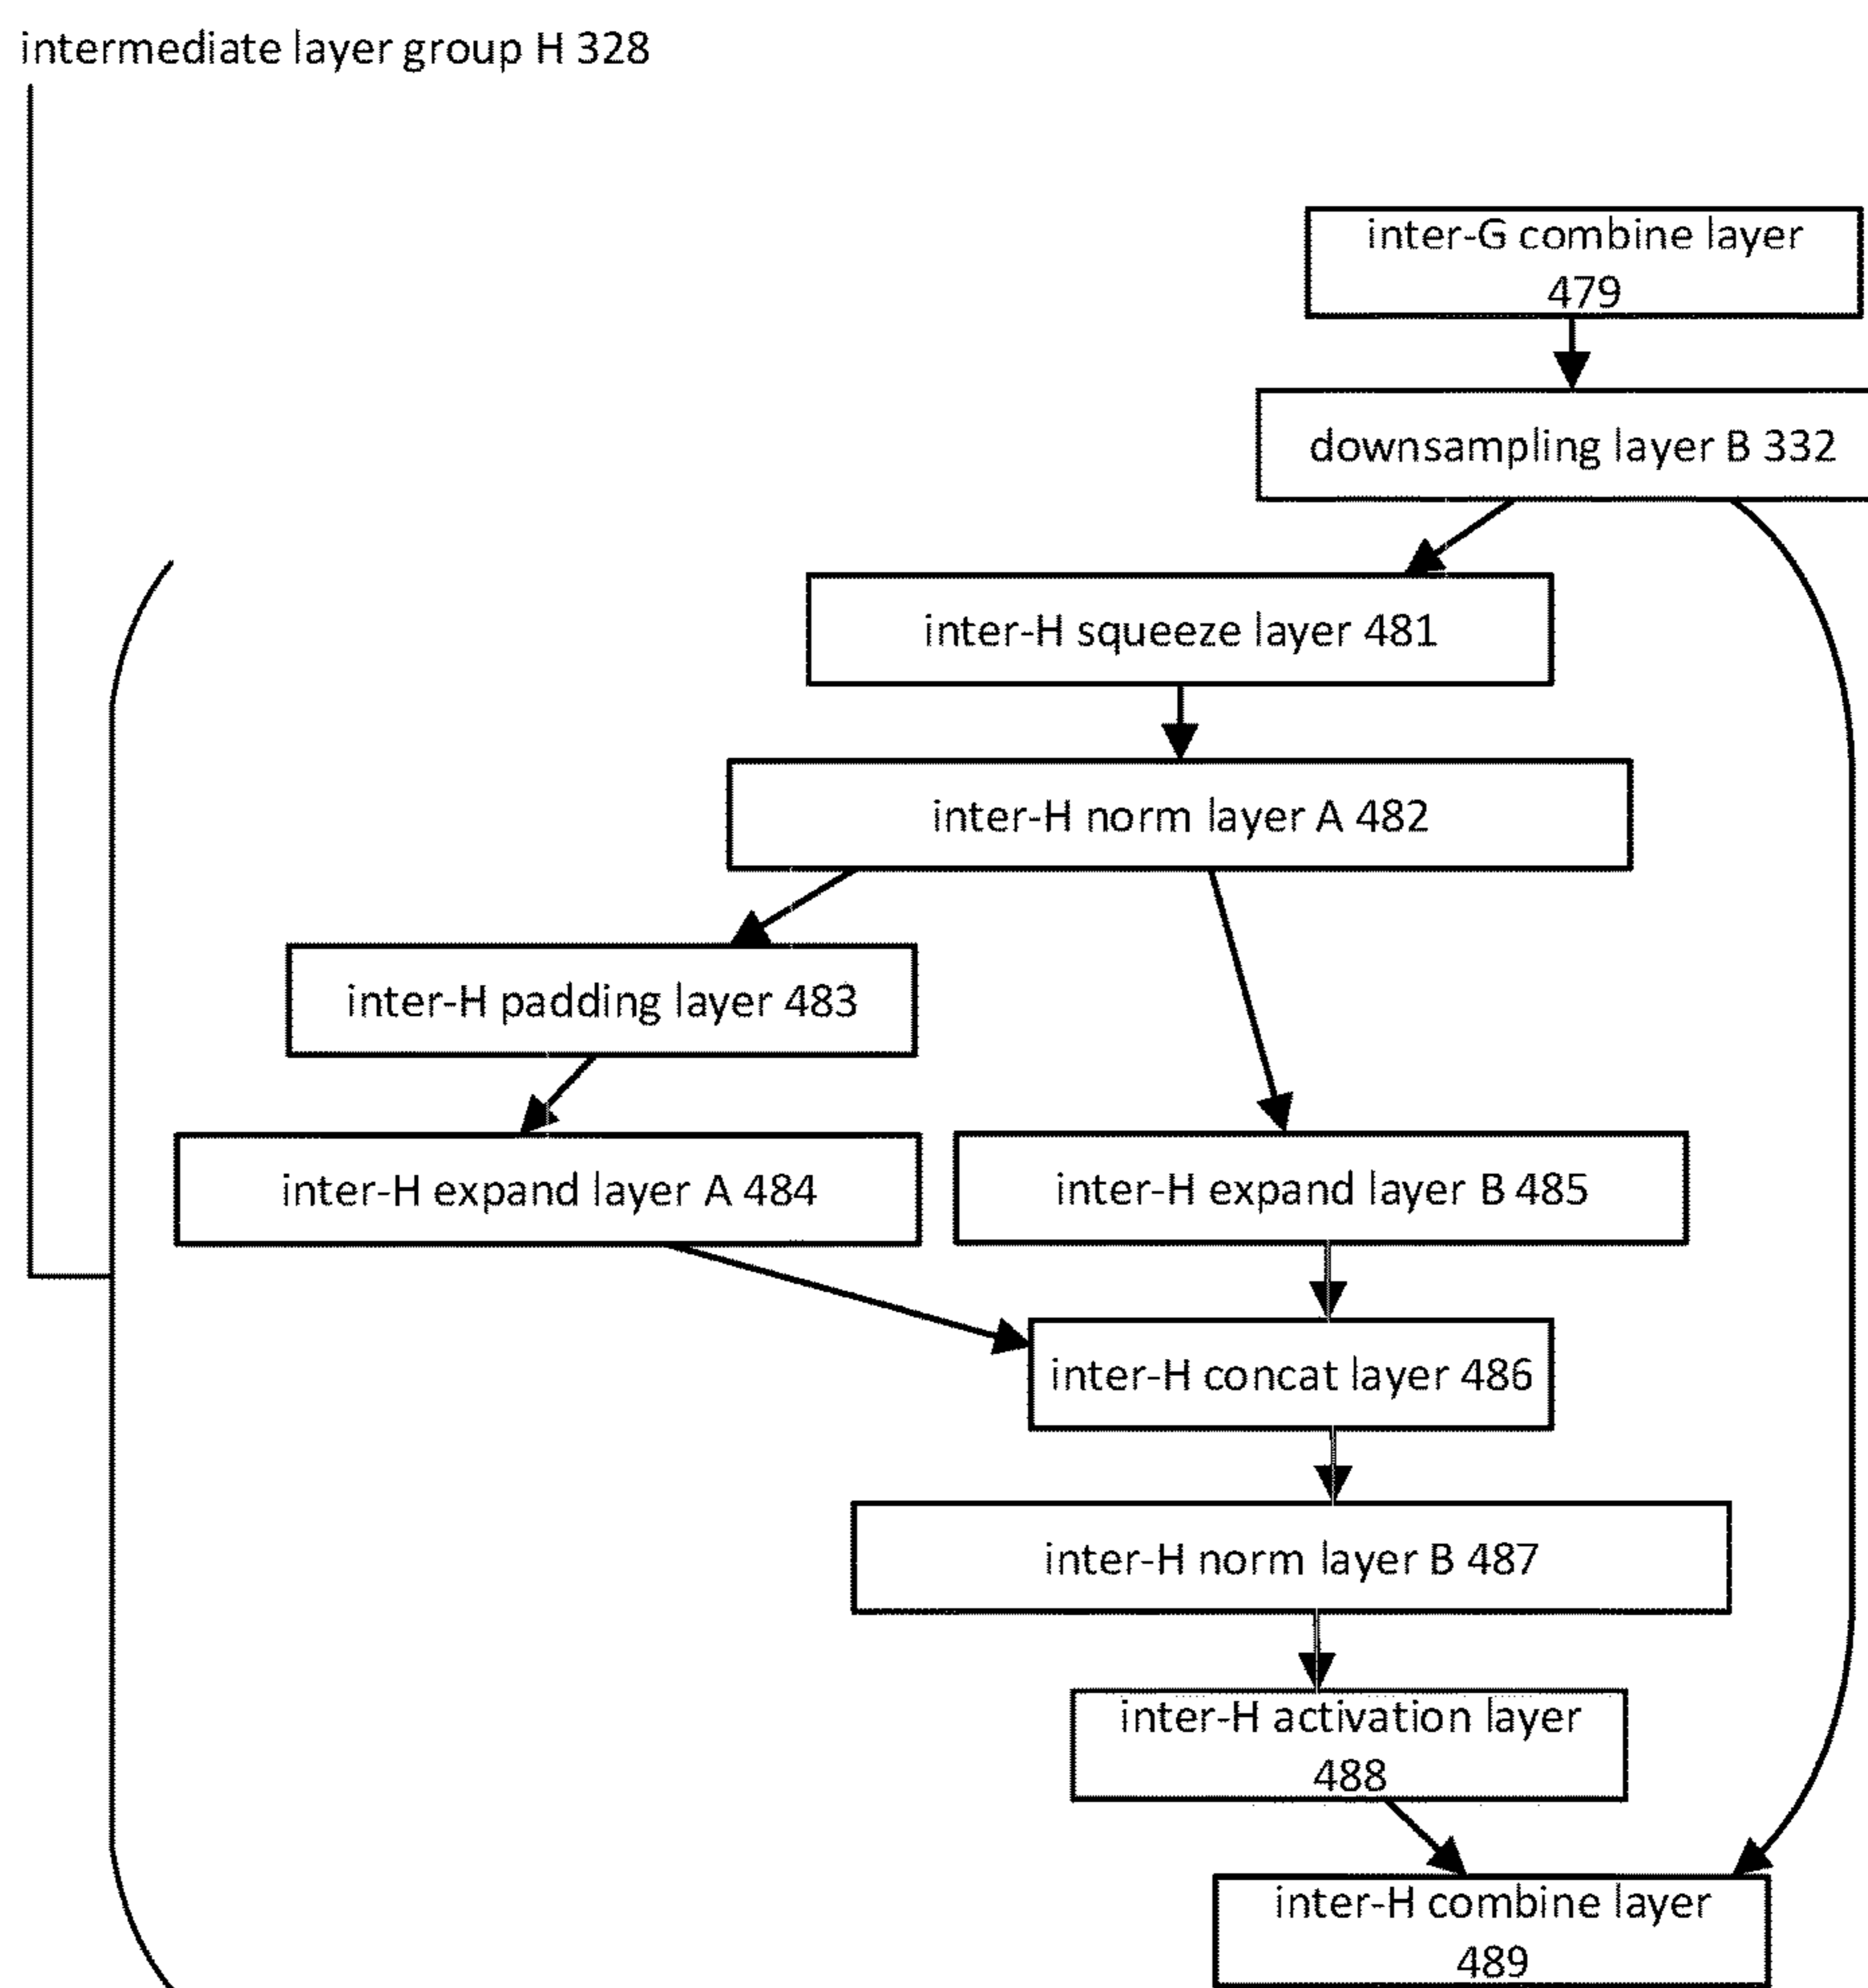 intermediate layer group H 328
inter-G combine layer
479
downsampling layer B 332
inter-H squeeze layer 481
inter-H norm layer A 482
inter-H padding layer 483
inter-H expand layer A 484
inter-H expand layer B 485
inter-H concat layer 486
inter-H norm layer B 487
inter-H activation layer
488
inter-H combine layer
489